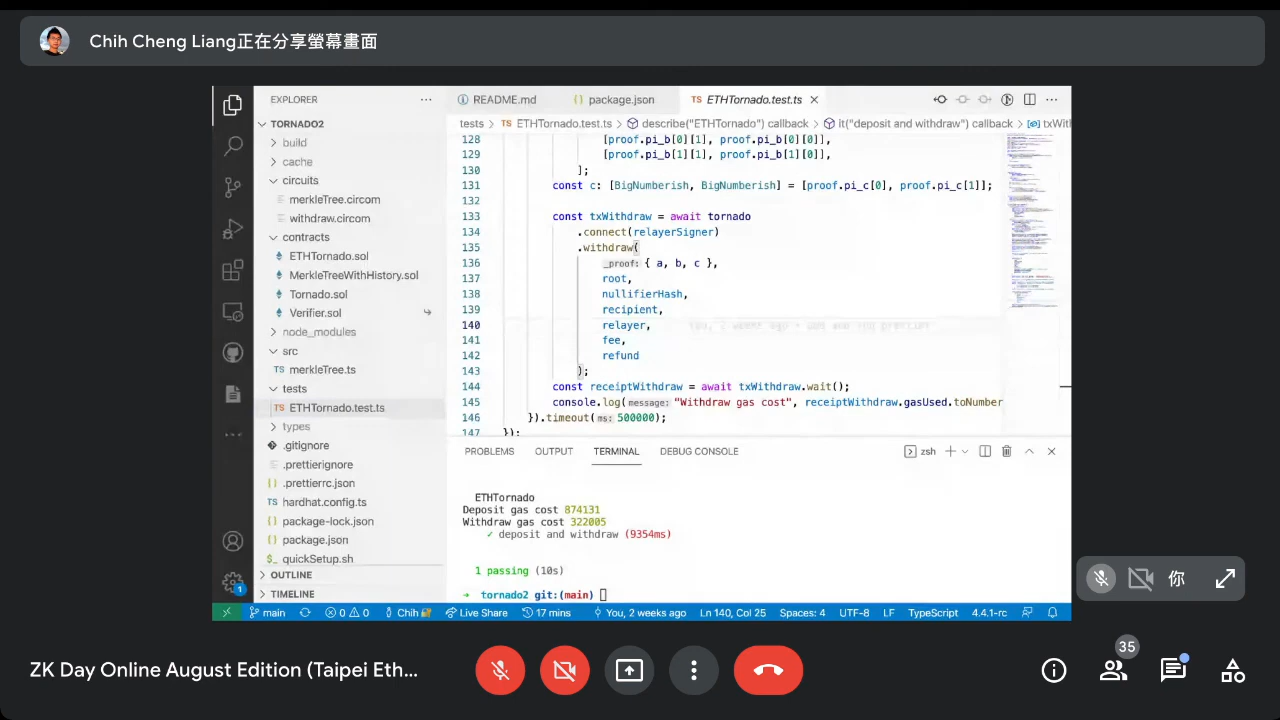 Chih Cheng Liang正在分享螢幕畫面
EXPLORER
TORNADO2
build
cache
circuits
merkleTree.circom
withdraw.circom
contracts
ETHTornado.sol
MerkleTreeWithHistory.sol
Tornado.sol
Verifier.sol
node_modules
src
TS merkleTree.ts
tests
TS ETHTornado.test.ts
types
.gitignore
.prettierignore
.prettierrc.json
TS hardhat.config.ts
package-lock.json
package.json
quickSetup.sh
OUTLINE
TIMELINE
README.md
package.json
TS ETHTornado.test.ts
tests > TS ETHTornado.test.ts > describe("ETHTornado") callback > it("deposit and withdraw") callback > txWith
128 [proof.pi_b[0][1], proof.pi_b[0][0]],
129 [proof.pi_b[1][1], proof.pi_b[1][0]],
130
131 const c: [BigNumberish, BigNumberish] = [proof.pi_c[0], proof.pi_c[1]];
132
133 const txWithdraw = await tornado
134 .connect(relayerSigner)
135 .withdraw(
136 _proof: { a, b, c },
137 root,
138 nullifierHash,
139 recipient,
140 relayer,
141 fee,
142 refund
143 );
144 const receiptWithdraw = await txWithdraw.wait();
145 console.log(message: "Withdraw gas cost", receiptWithdraw.gasUsed.toNumber
146 }).timeout(ms: 500000);
147 });
PROBLEMS OUTPUT TERMINAL DEBUG CONSOLE
zsh
ETHTornado
Deposit gas cost 874131
Withdraw gas cost 322005
✓ deposit and withdraw (9354ms)
1 passing (10s)
➜ tornado2 git:(main)
1
main
0 0
Chih
Live Share
17 mins
You, 2 weeks ago
Ln 140, Col 25
Spaces: 4
UTF-8
LF
TypeScript
4.4.1-rc
你
ZK Day Online August Edition (Taipei Eth...
35